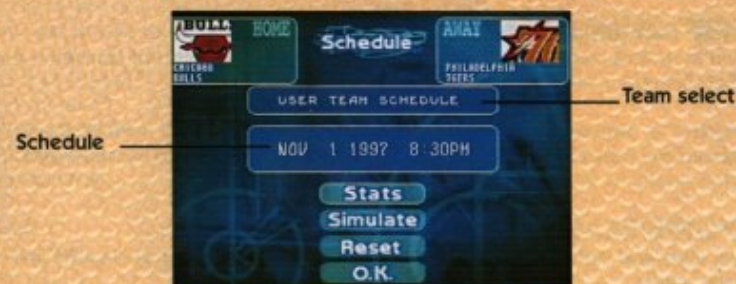 BULLS
HOME
Schedule
AWAY
CHICAGO
BULLS
PHILADELPHIA
76ERS
USER TEAM SCHEDULE
Team select
Schedule
NOV 1 1997 8:30PM
Stats
Simulate
Reset
O.K.